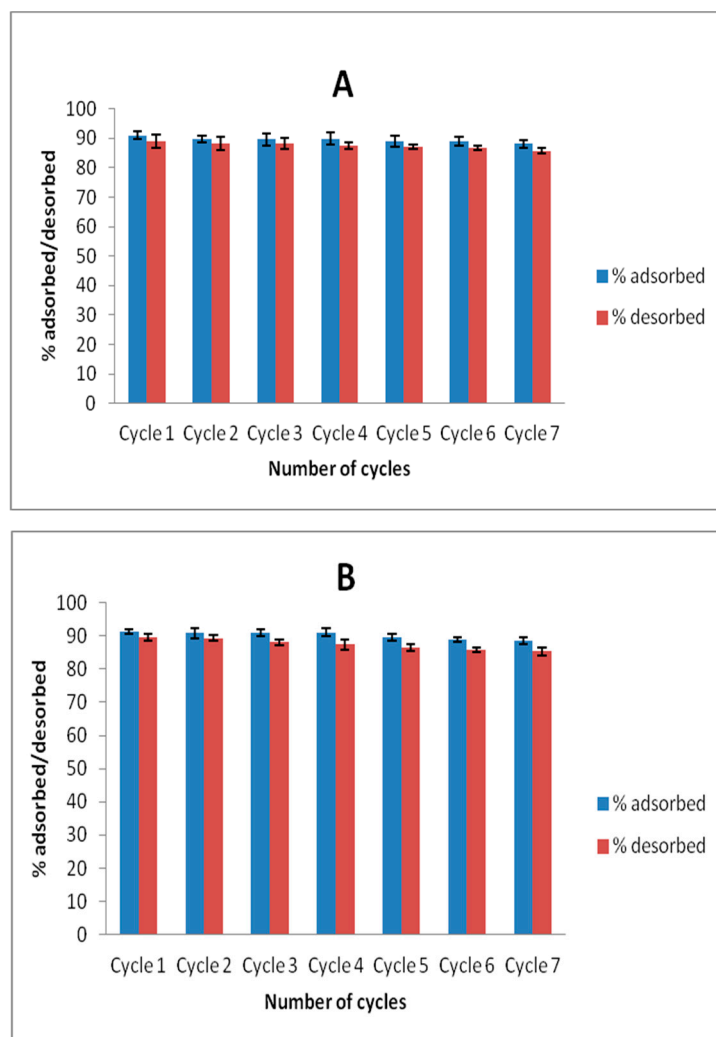 A
100
90
80
70
60
50
40
30
20
10
0
% adsorbed/desorbed
% adsorbed
% desorbed
Cycle 1 Cycle 2 Cycle 3 Cycle 4 Cycle 5 Cycle 6 Cycle 7
Number of cycles
B
100
90
80
70
60
50
40
30
20
10
0
% adsorbed/desorbed
% adsorbed
% desorbed
Cycle 1 Cycle 2 Cycle 3 Cycle 4 Cycle 5 Cycle 6 Cycle 7
Number of cycles